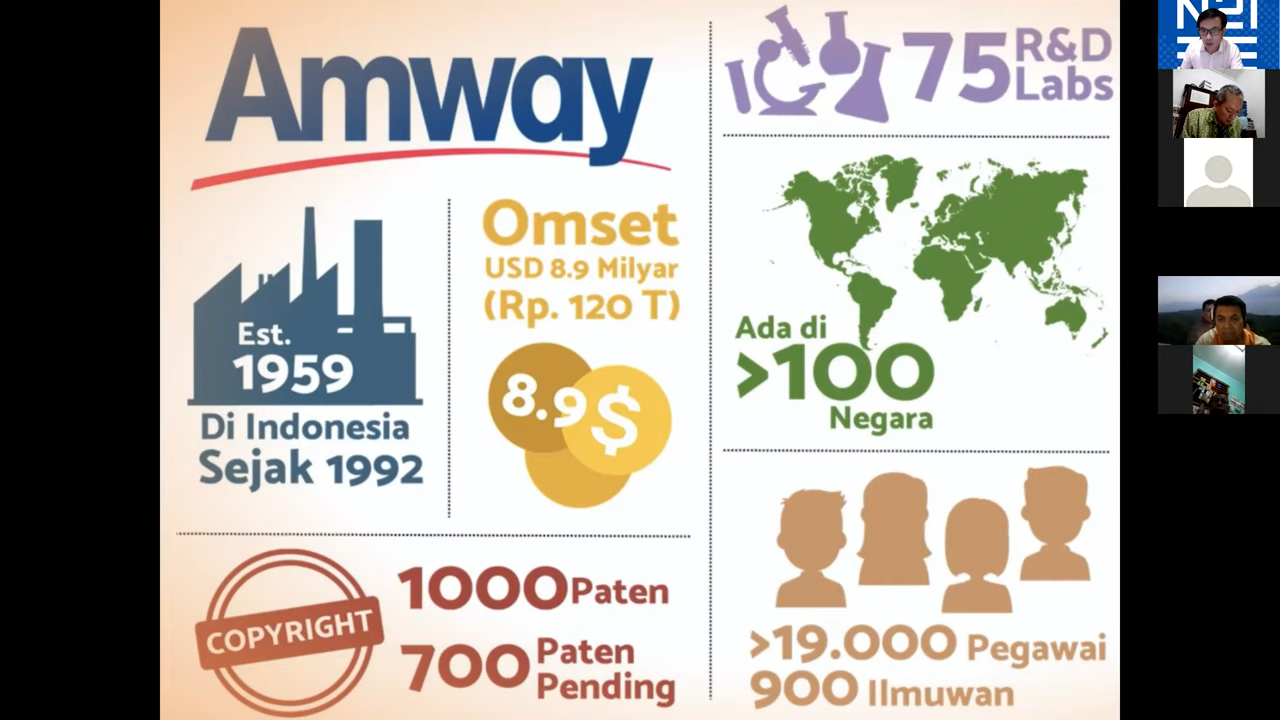 Amway
Est.
1959
Di Indonesia
Sejak 1992
Omset
USD 8.9 Milyar
(Rp. 120 T)
8.9 $
COPYRIGHT
1000 Paten
700 Paten
Pending
75 R&D
Labs
Ada di
>100
Negara
>19.000 Pegawai
900 Ilmuwan